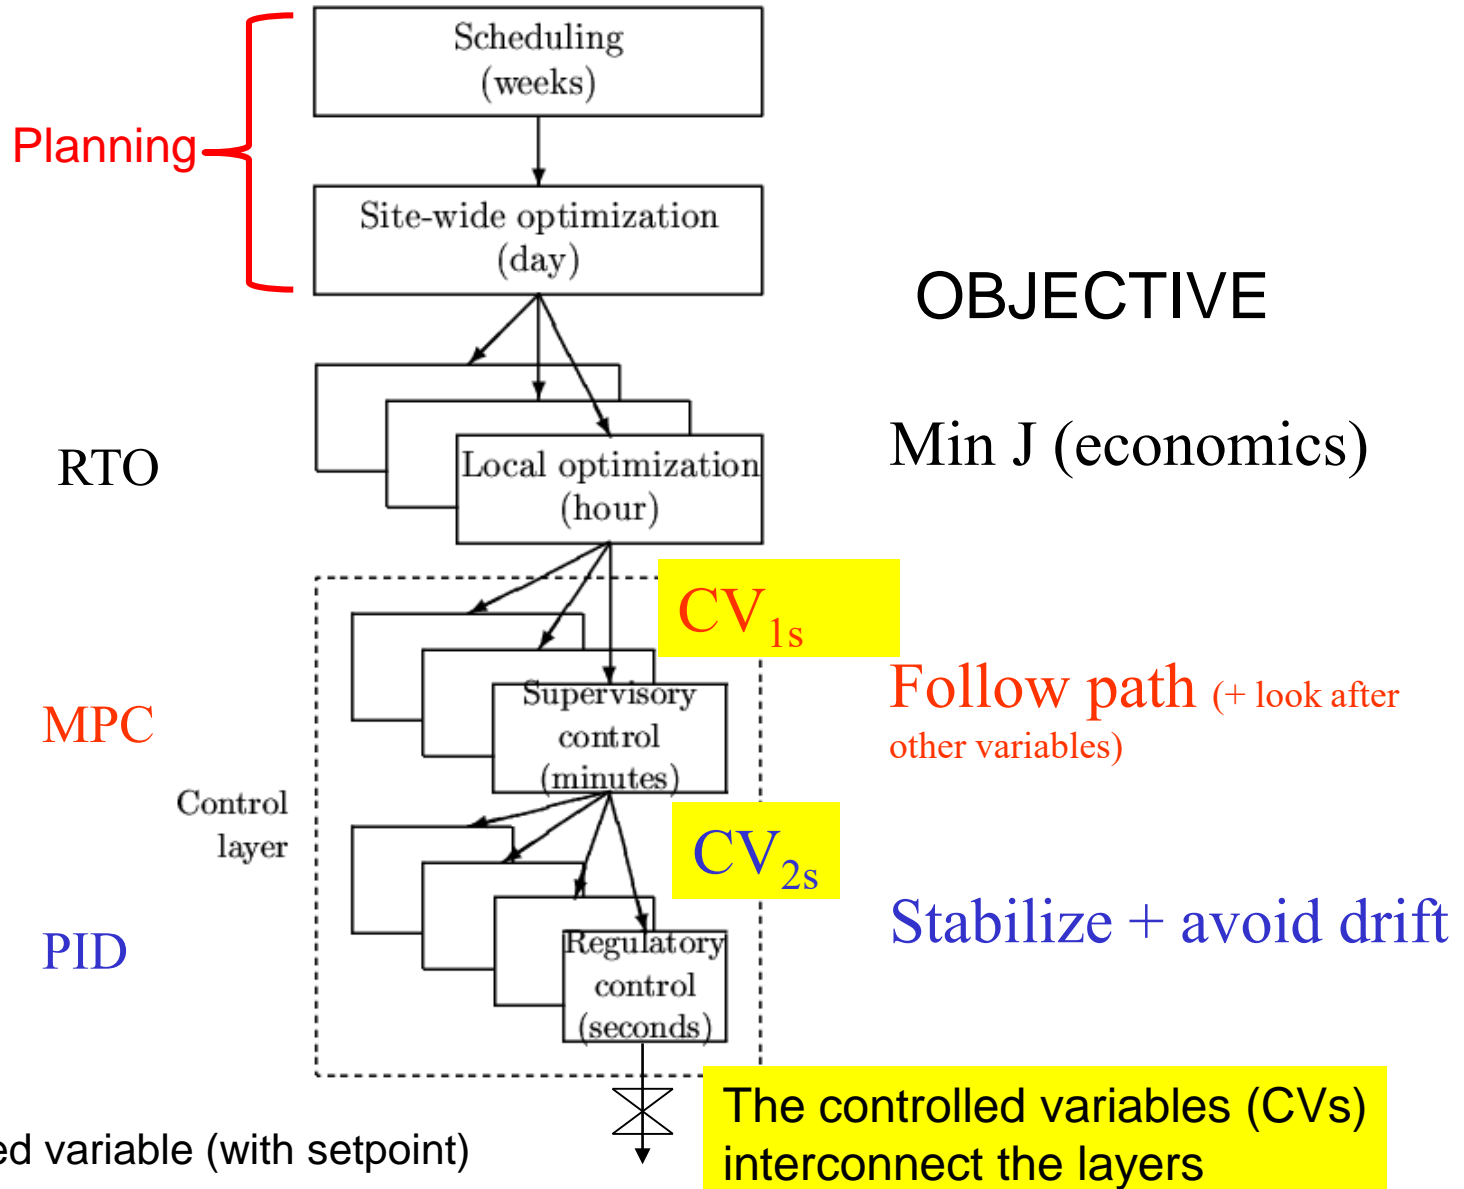 Scheduling
(weeks)
Planning
Site-wide optimization
(day)
OBJECTIVE
Min J (economics)
RTO
Local optimization
(hour)
CV1s
Follow path (+ look after
other variables)
MPC
Supervisory
control
(minutes)
Control
layer
CV2s
Stabilize + avoid drift
PID
Regulatory
control
(seconds)
The controlled variables (CVs)
interconnect the layers
variable (with setpoint)